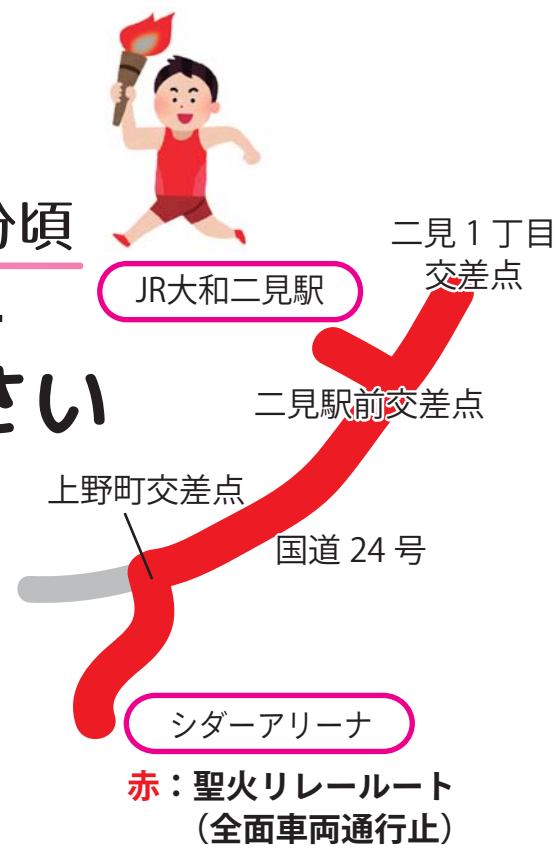 分頃
さい
JR大和二見駅
二見 1 丁目
交差点
二見駅前交差点
上野町交差点
国道 24 号
シダーアリーナ
赤：聖火リレールート
（全面車両通行止）